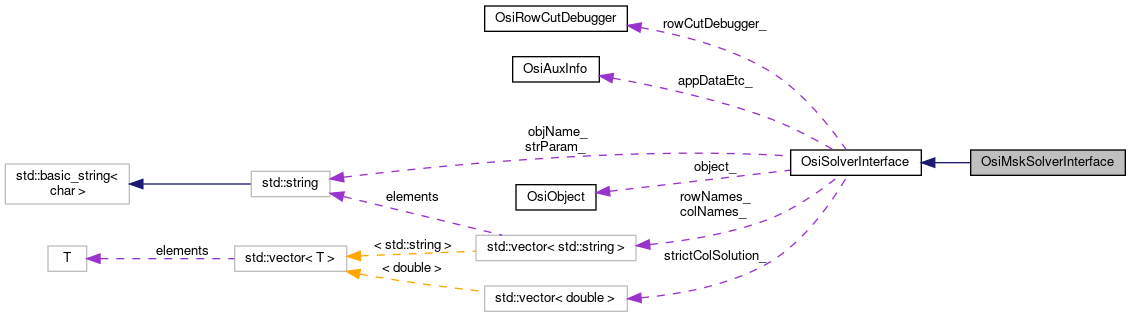 OsiRowCutDebugger
rowCutDebugger_
OsiAuxInfo
appDataEtc_
objName_
strParam_
OsiSolverInterface
OsiMskSolverInterface
std::basic_string<
char >
std::string
object_
OsiObject
elements
rowNames_
colNames_
T
elements
std::vector< T >
< std::string >
std::vector< std::string >
strictColSolution_
< double >
std::vector< double >